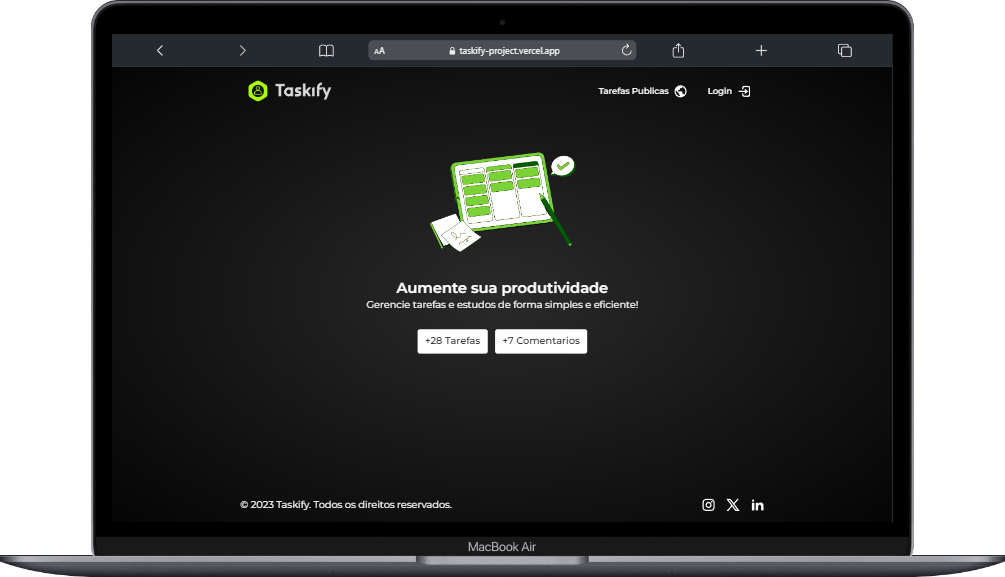 AA taskify-project.vercel.app
Taskify
Tarefas Publicas
Login
Aumente sua produtividade
Gerencie tarefas e estudos de forma simples e eficiente!
+28 Tarefas
+7 Comentarios
© 2023 Taskify. Todos os direitos reservados.
MacBook Air